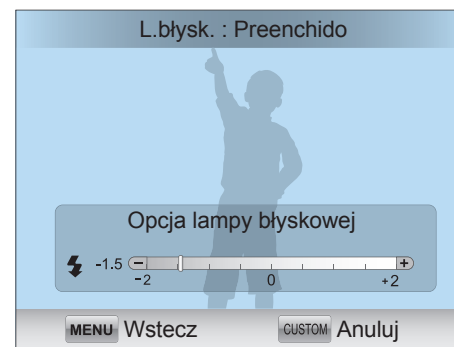 L.błysk. : Preenchido
Opcja lampy błyskowej
-1.5
-2 0 +2
MENU Wstecz CUSTOM Anuluj